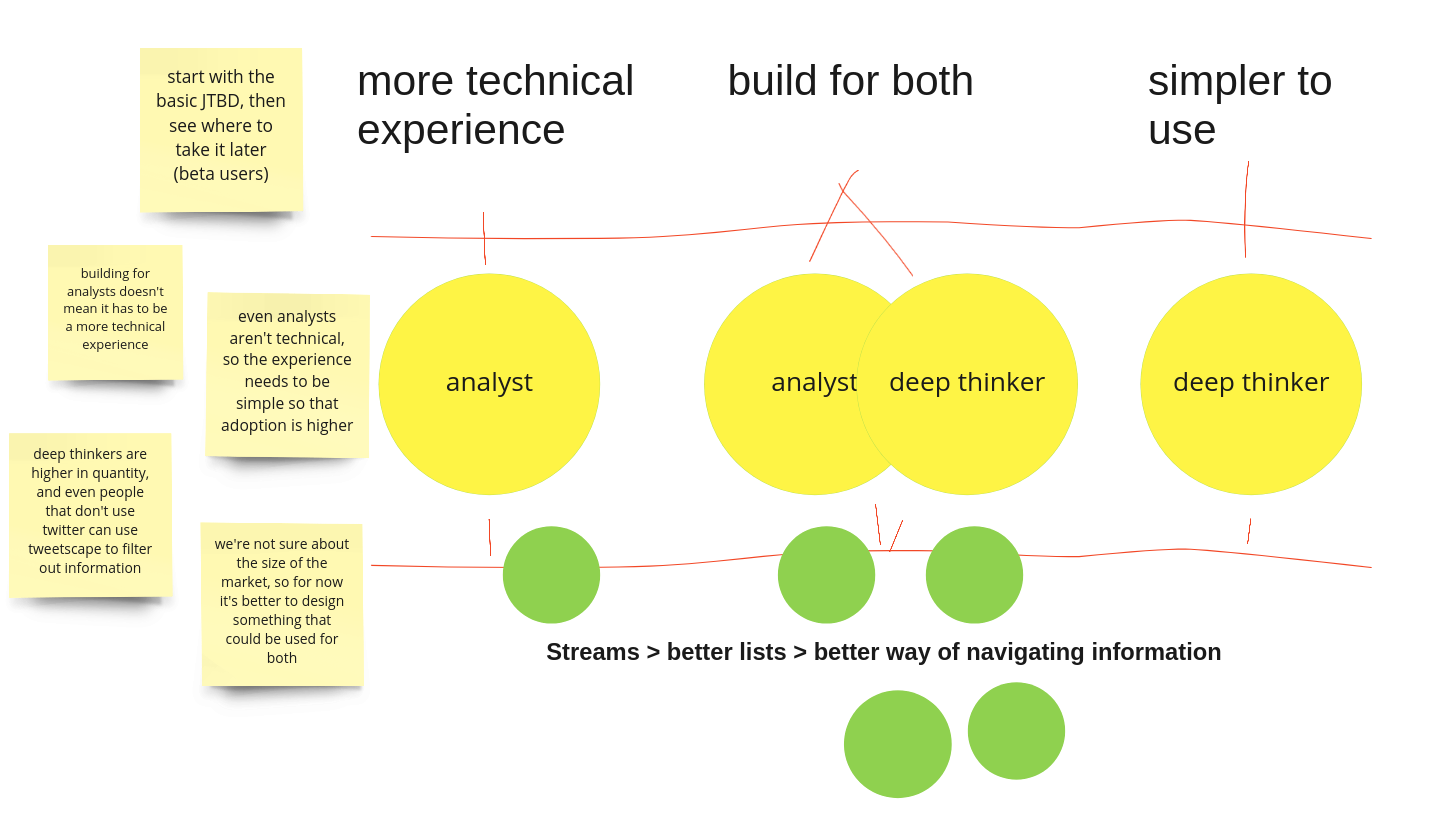 start with the
basic JTBD, then
see where to
take it later
(beta users)
more technical
experience
build for both
simpler to
use
building for
analysts doesn't
mean it has to be
a more technical
experience
even analysts
aren't technical,
so the experience
needs to be
simple so that
adoption is higher
analyst
analyst
deep thinker
deep thinker
deep thinkers are
higher in quantity,
and even people
that don't use
twitter can use
tweetscape to filter
out information
we're not sure about
the size of the
market, so for now
it's better to design
something that
could be used for
both
Streams > better lists > better way of navigating information